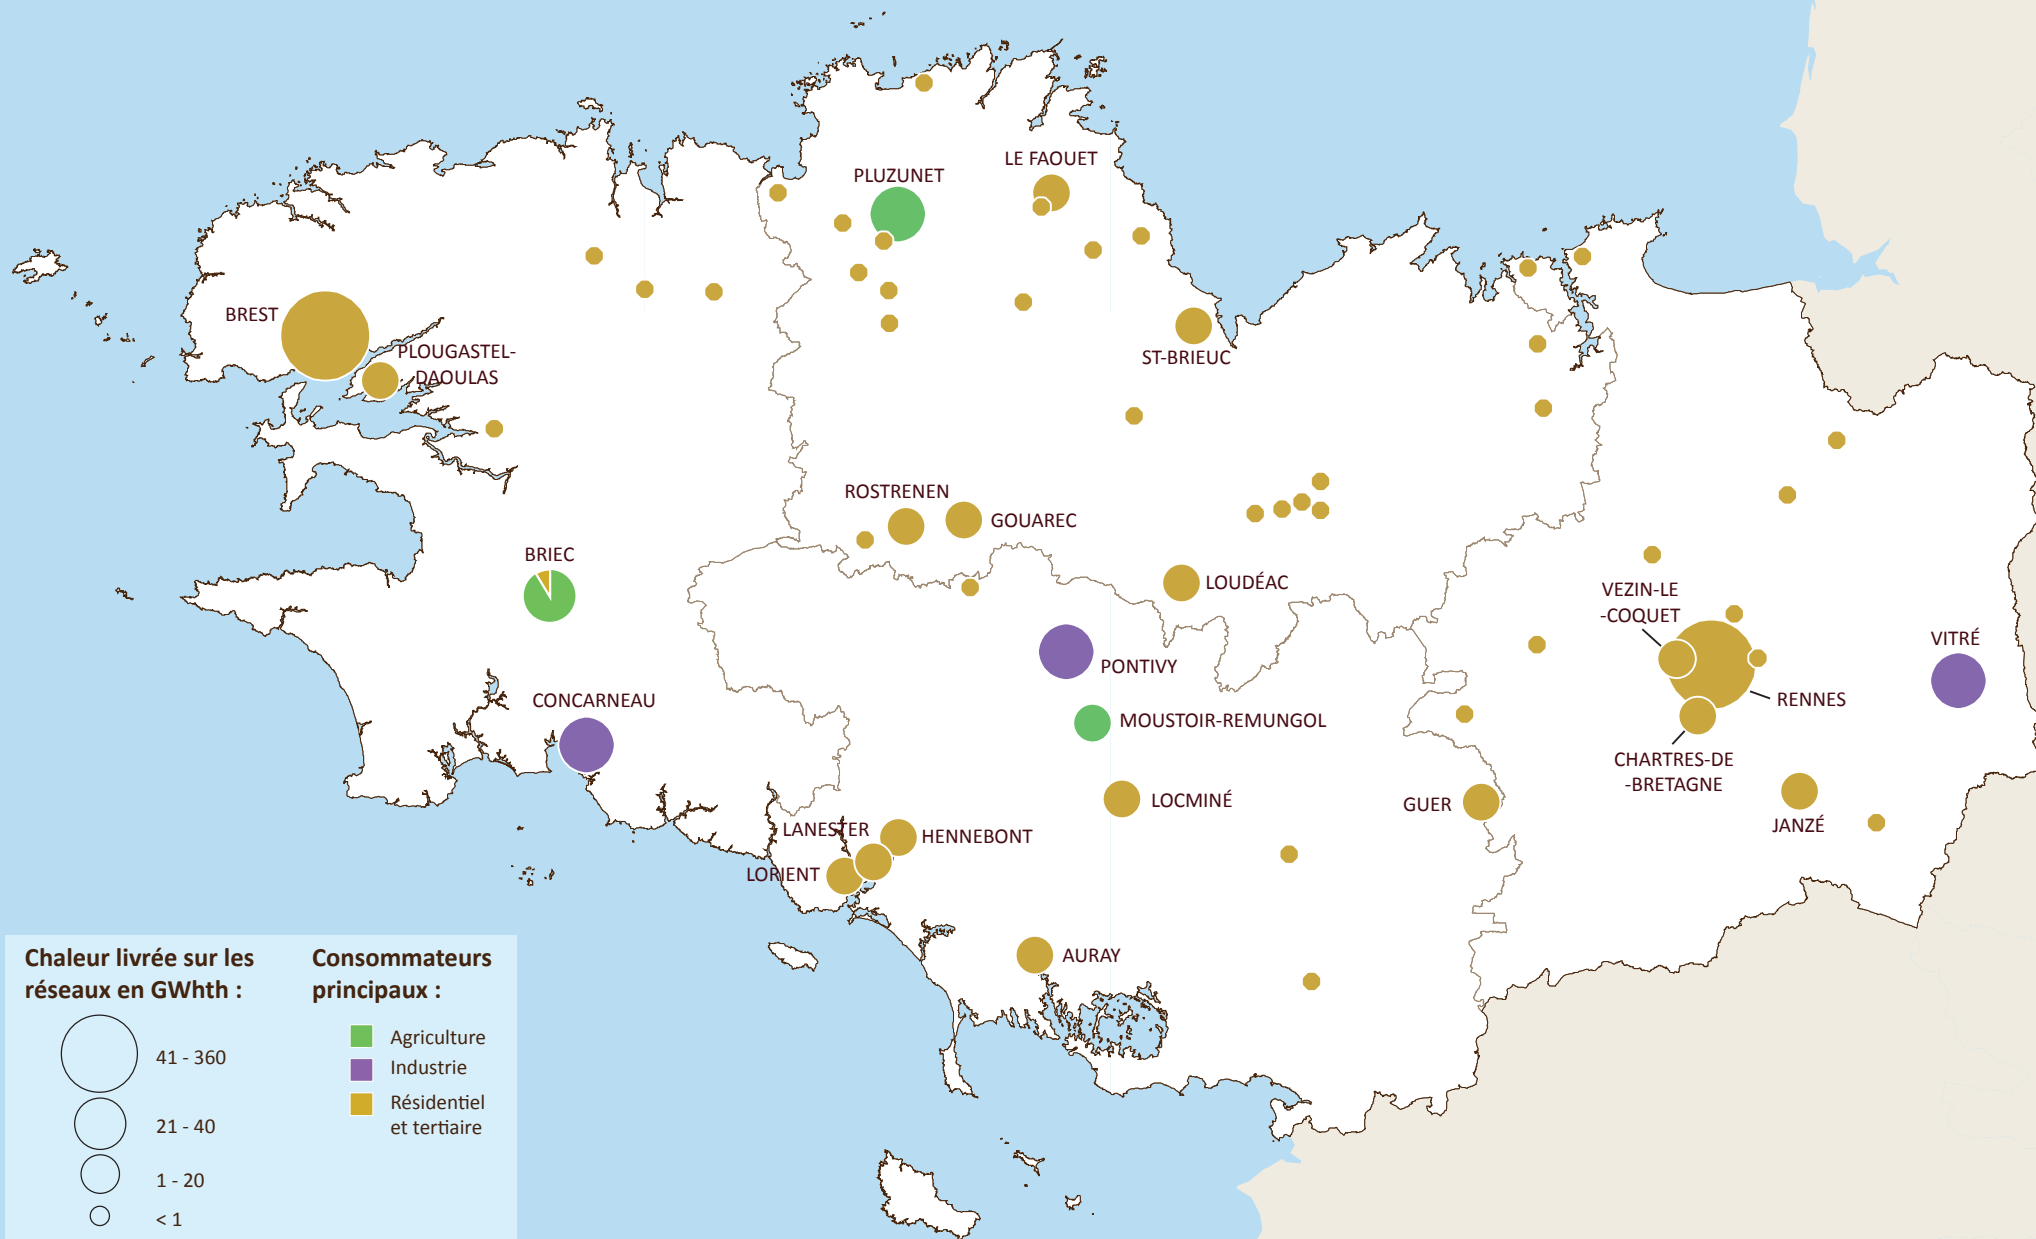 LE FAOUET
PLUZUNET
BREST
PLOUGASTEL-
DAOULAS
ST-BRIEUC
ROSTRENEN
GOUAREC
BRIEC
LOUDÉAC
VEZIN-LE
-COQUET
VITRÉ
PONTIVY
RENNES
CONCARNEAU
MOUSTOIR-REMUNGOL
CHARTRES-DE
-BRETAGNE
LOCMINÉ
GUER
JANZÉ
LANESTER
HENNEBONT
LORIENT
AURAY
Chaleur livrée sur les
réseaux en GWhth :
41 - 360
21 - 40
1 - 20
< 1
Consommateurs
principaux :
Agriculture
Industrie
Résidentiel
et tertiaire